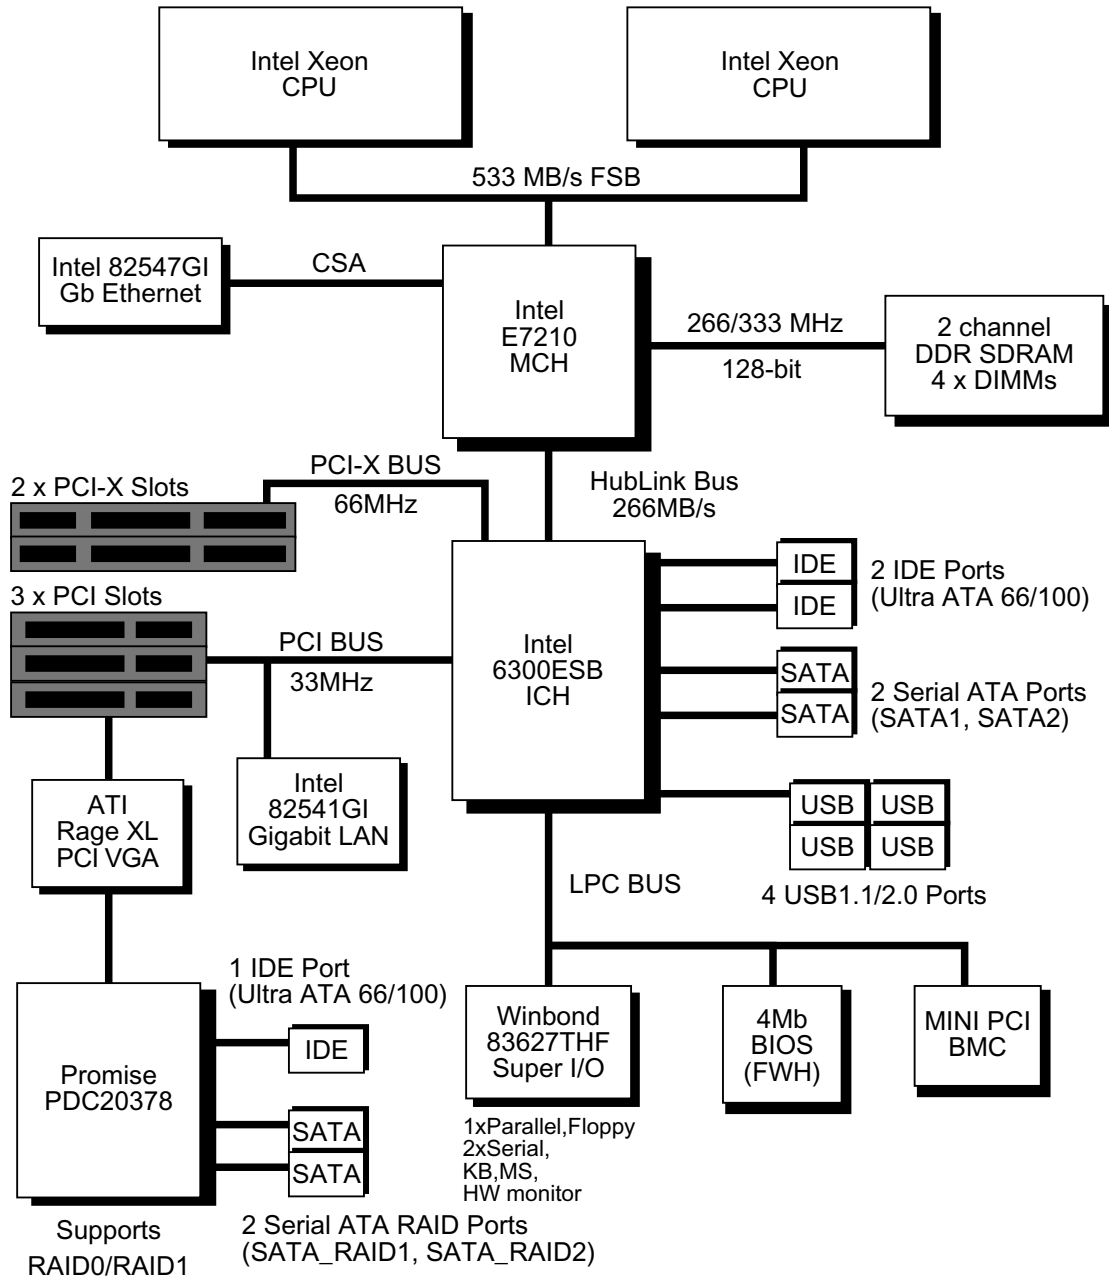 Intel Xeon
CPU
Intel Xeon
CPU
533 MB/s FSB
Intel 82547GI
Gb Ethernet
CSA
Intel
E7210
MCH
266/333 MHz
128-bit
2 channel
DDR SDRAM
4 x DIMMs
PCI-X BUS
66MHz
2 x PCI-X Slots
HubLink Bus
266MB/s
3 x PCI Slots
PCI BUS
33MHz
Intel
6300ESB
ICH
IDE
IDE
2 IDE Ports
(Ultra ATA 66/100)
SATA
SATA
2 Serial ATA Ports
(SATA1, SATA2)
ATI
Rage XL
PCI VGA
Intel
82541GI
Gigabit LAN
USB USB
USB USB
4 USB1.1/2.0 Ports
LPC BUS
1 IDE Port
(Ultra ATA 66/100)
IDE
Promise
PDC20378
SATA
SATA
Supports
RAID0/RAID1
2 Serial ATA RAID Ports
(SATA_RAID1, SATA_RAID2)
Winbond
83627THF
Super I/O
1xParallel,Floppy
2xSerial,
KB,MS,
HW monitor
4Mb
BIOS
(FWH)
MINI PCI
BMC